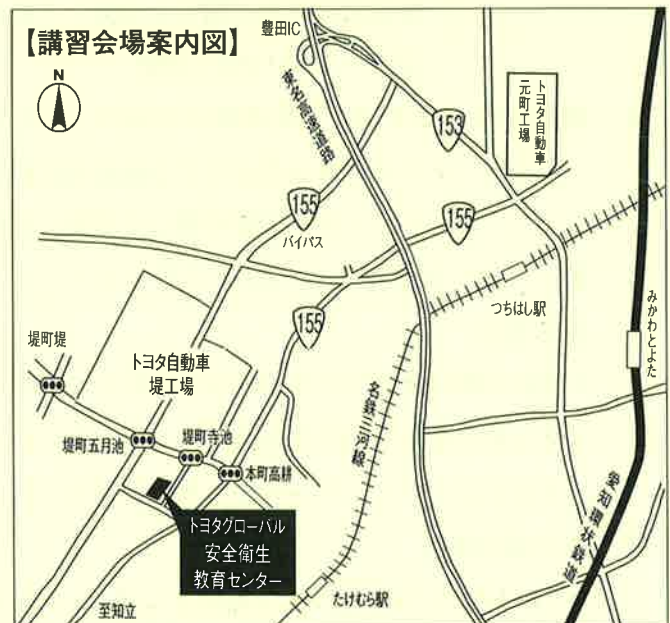 【講習会場案内図】
N
豊田IC
東名高速道路
153
トヨタ自動車
元町工場
155
バイパス
155
155
つちはし駅
みかわとよた
堤町堤
トヨタ自動車
堤工場
名鉄三河線
堤町五月池
堤町寺池
本町高耕
愛知環状鉄道
トヨタグローバル
安全衛生
教育センター
たけむら駅
至知立